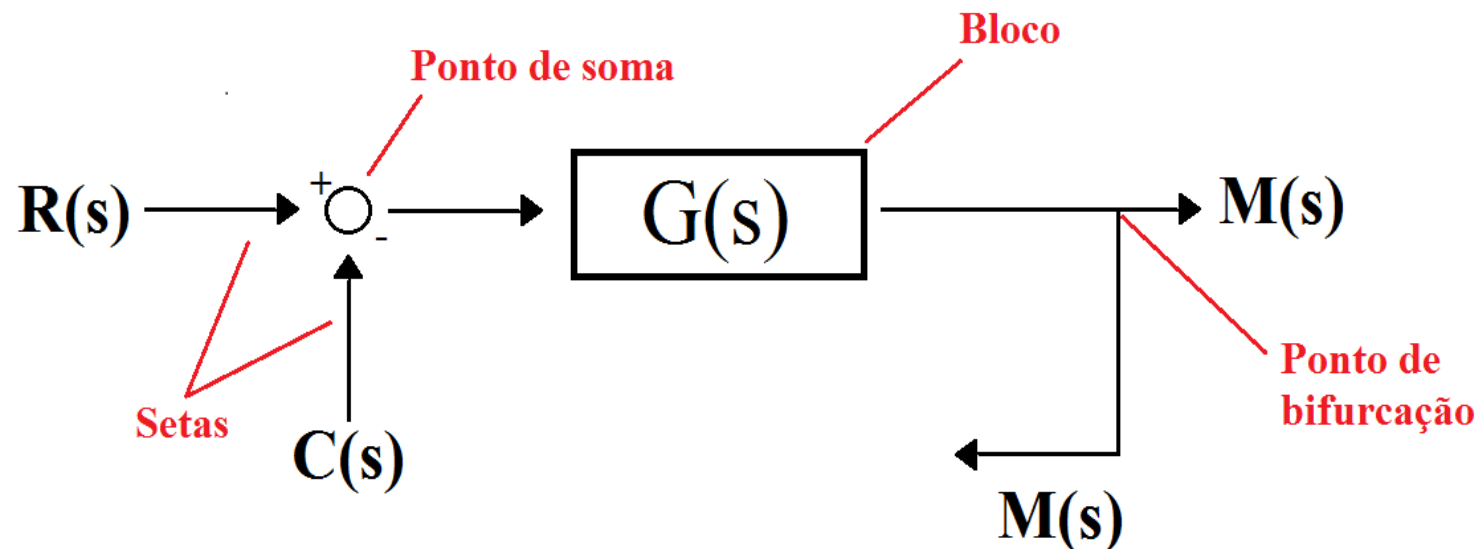 Bloco
Ponto de soma
+
R(s)
G(s)
M(s)
-
Ponto de
bifurcação
Setas
C(s)
M(s)